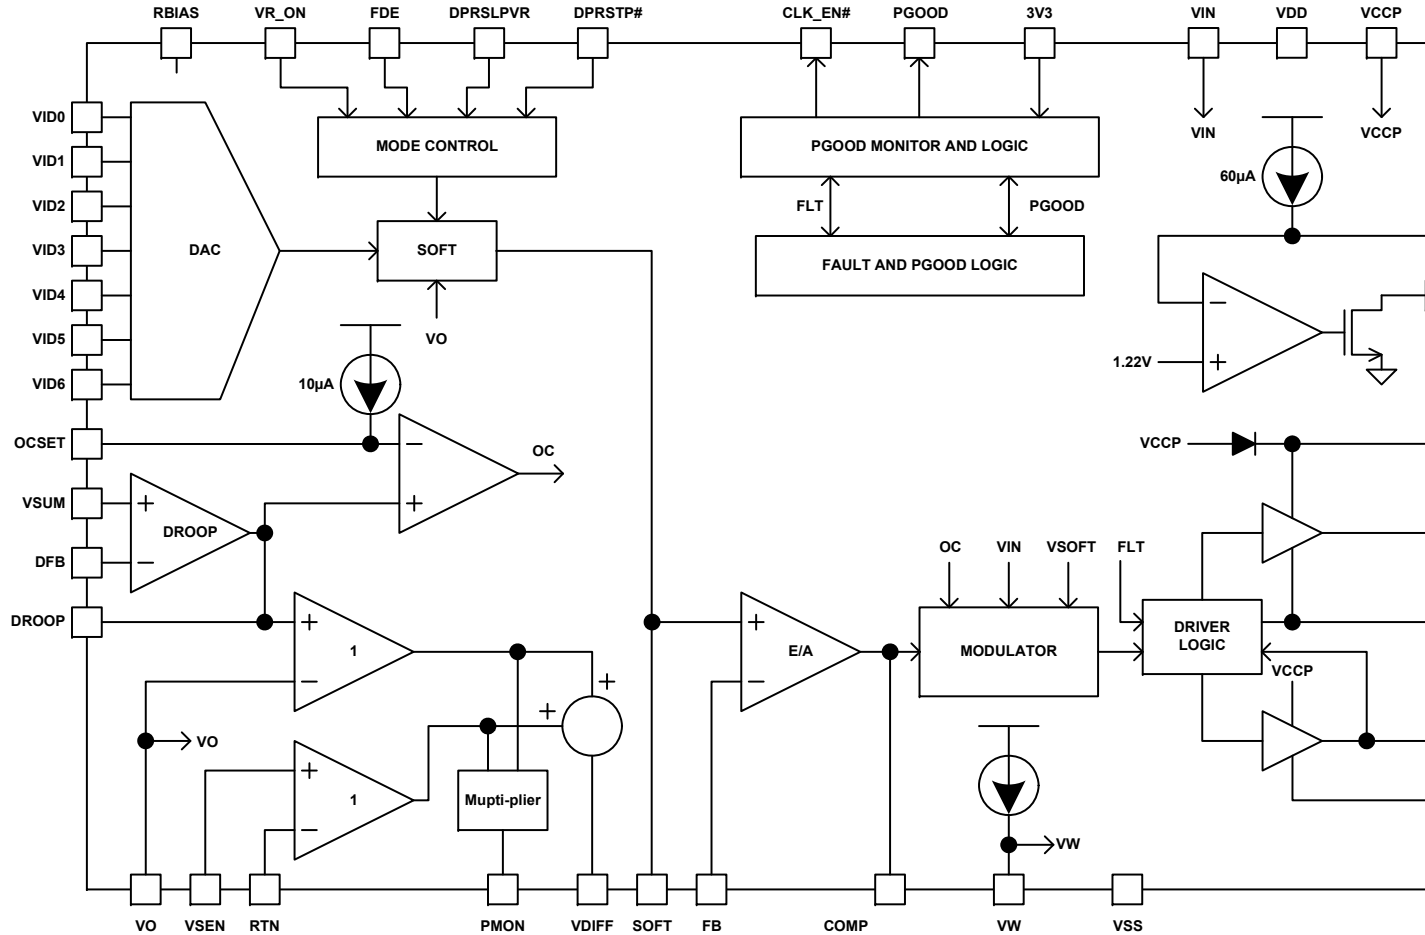 RBIAS VR_ON FDE DPRSLPVR DPRSTP# CLK_EN# PGOOD 3V3 VIN VDD VCCP
VID0
VID1
VID2
VID3
VID4
VID5
VID6
OCSET
VSUM
DFB
DROOP
DAC
MODE CONTROL
SOFT
VO
10µA
OC
DROOP
+
−
−
+
PGOOD MONITOR AND LOGIC
FLT
PGOOD
FAULT AND PGOOD LOGIC
VIN
VCCP
60µA
−
+
1.22V
VCCP
+
1
−
+
+
VO
+
1
−
Mupti-plier
+
E/A
−
OC VIN VSOFT FLT
MODULATOR
DRIVER
LOGIC
VCCP
VW
VO VSEN RTN PMON VDIFF SOFT FB COMP VW VSS